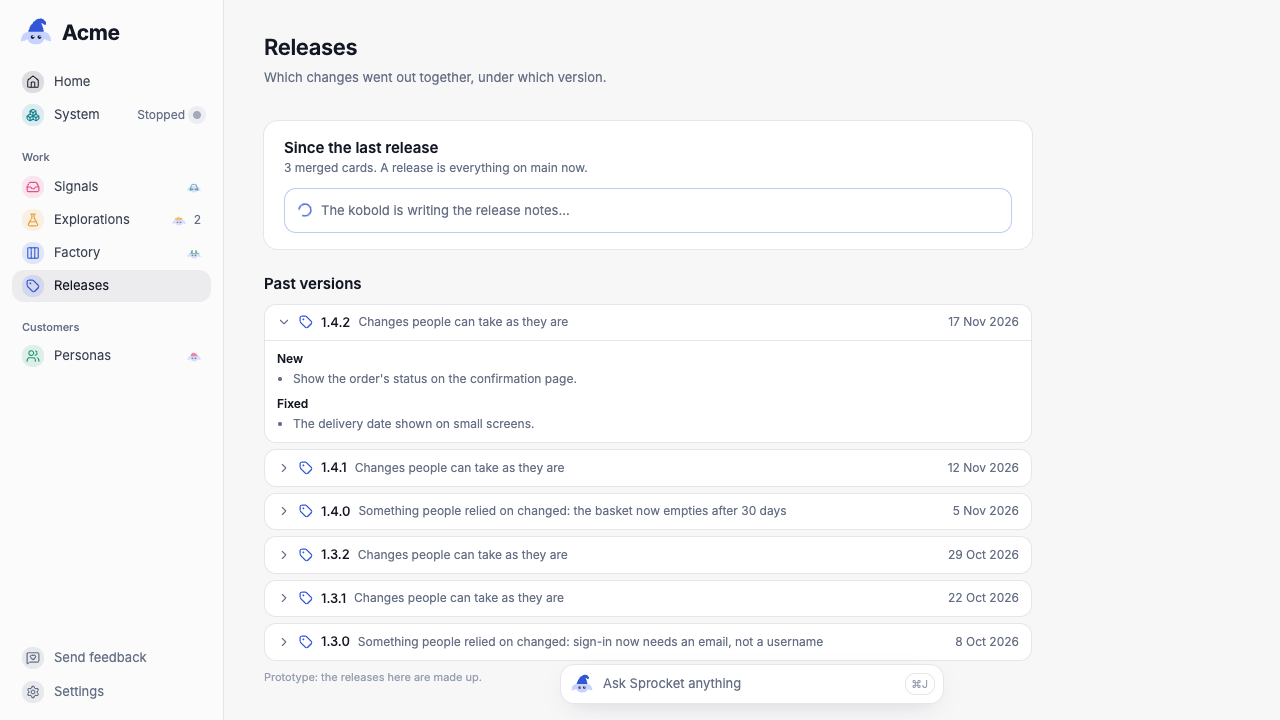 Acme
Home
System Stopped
Work
Signals
Explorations 2
Factory
Releases
Customers
Personas
Send feedback
Settings
Releases
Which changes went out together, under which version.
Since the last release
3 merged cards. A release is everything on main now.
The kobold is writing the release notes...
Past versions
1.4.2 Changes people can take as they are 17 Nov 2026
New
• Show the order's status on the confirmation page.
Fixed
• The delivery date shown on small screens.
1.4.1 Changes people can take as they are 12 Nov 2026
1.4.0 Something people relied on changed: the basket now empties after 30 days 5 Nov 2026
1.3.2 Changes people can take as they are 29 Oct 2026
1.3.1 Changes people can take as they are 22 Oct 2026
1.3.0 Something people relied on changed: sign-in now needs an email, not a username 8 Oct 2026
Prototype: the releases here are made up.
Ask Sprocket anything ⌘J